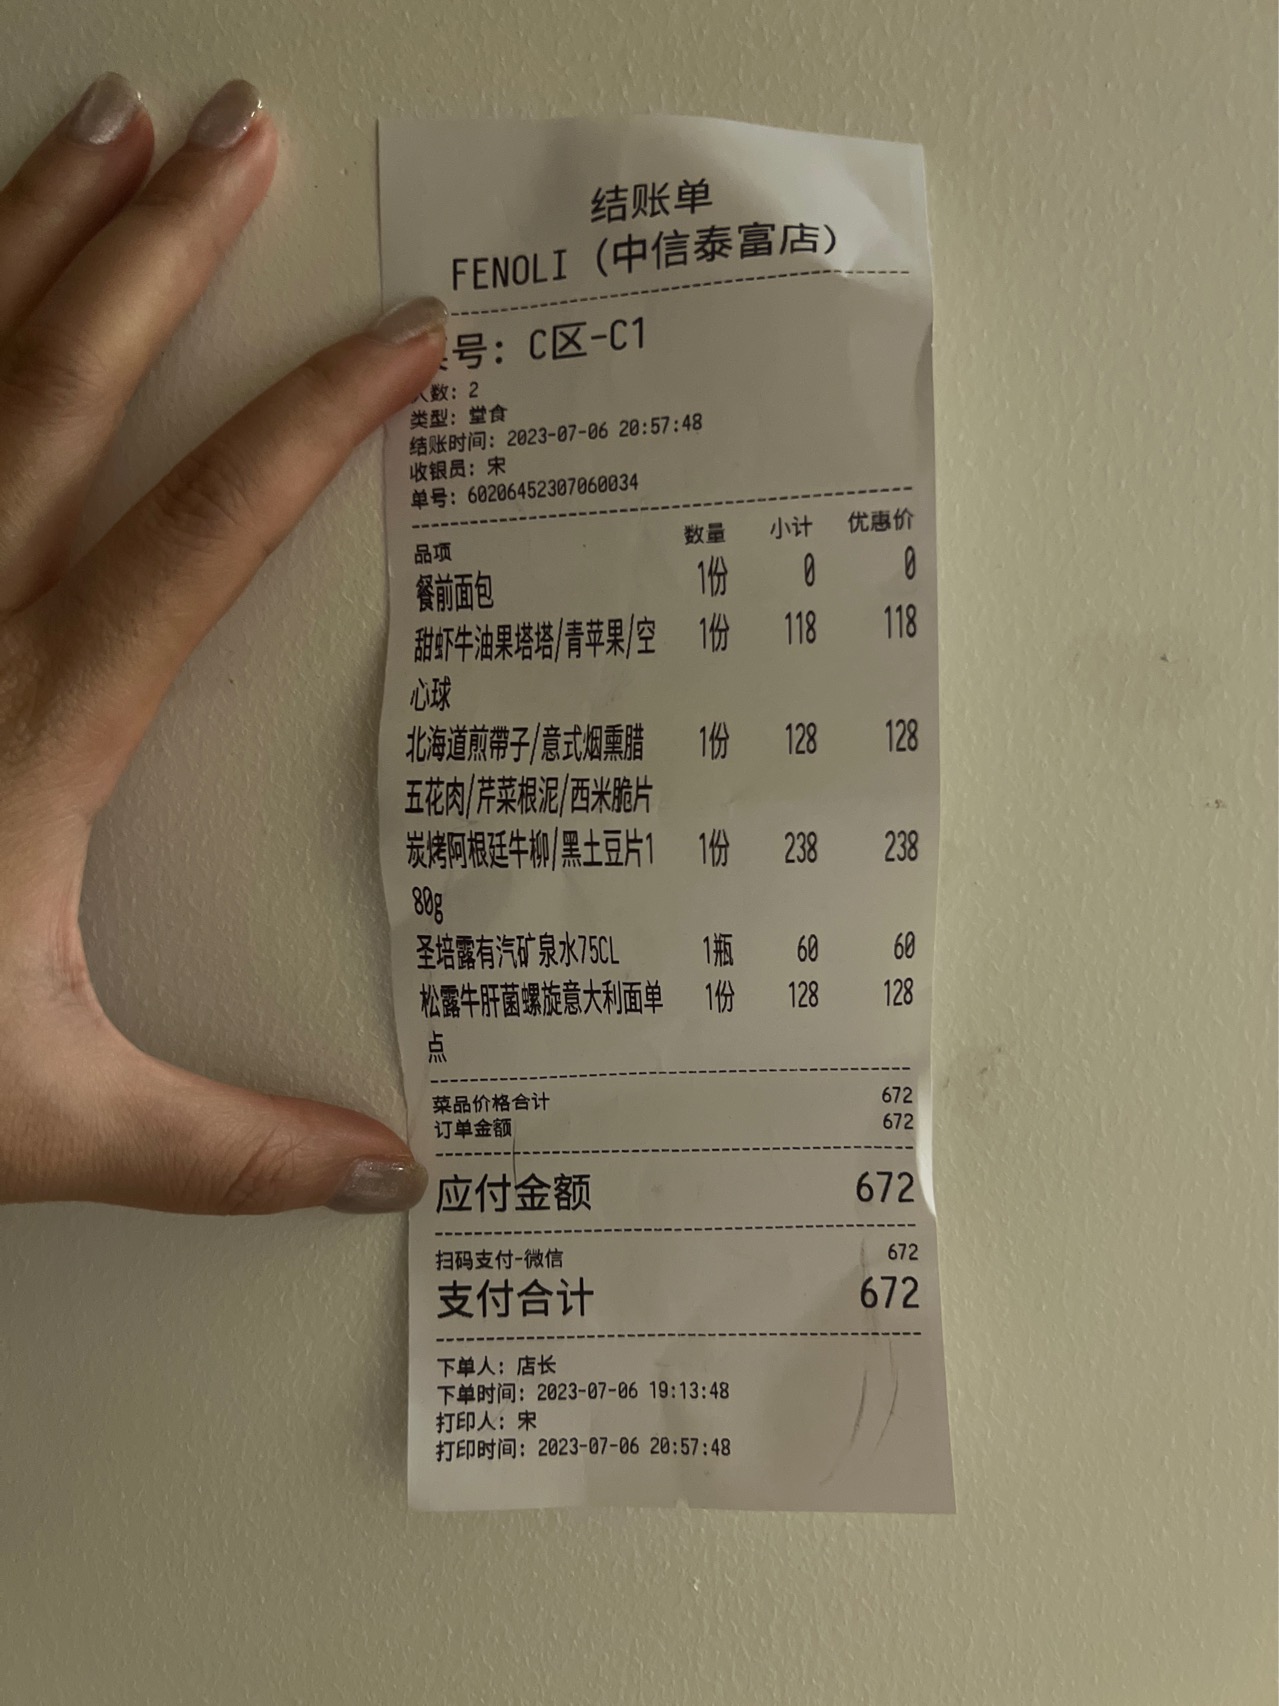 结账单
FENOLI (中信泰富店)
号: C区-C1
人数: 2
类型: 堂食
结账时间: 2023-07-06 20:57:48
收银员: 宋
单号: 60206452307060034
品项 数量 小计 优惠价
餐前面包 1份 0 0
甜虾牛油果塔塔/青苹果/空 1份 118 118
心球
北海道煎帶子/意式烟熏腊 1份 128 128
五花肉/芹菜根泥/西米脆片
炭烤阿根廷牛柳/黑土豆片1 1份 238 238
80g
圣培露有汽矿泉水75CL 1瓶 60 60
松露牛肝菌螺旋意大利面单 1份 128 128
点
菜品价格合计 672
订单金额 672
应付金额 672
扫码支付-微信 672
支付合计 672
下单人: 店长
下单时间: 2023-07-06 19:13:48
打印人: 宋
打印时间: 2023-07-06 20:57:48